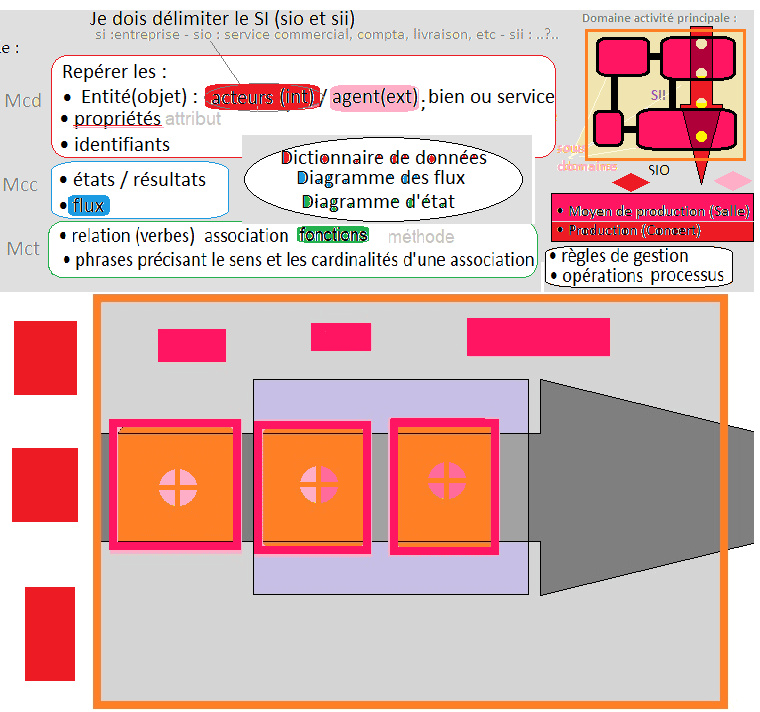 Je dois délimiter le SI (sio et sii)
si :entreprise - sio : service commercial, compta, livraison, etc - sii : ..?..
Domaine activité principale :
le :
Repérer les :
Mcd
• Entité(objet) : acteurs (int) / agent(ext) ; bien ou service
• propriétés attribut
• identifiants
SI!
sous
domaine
SIO
Mcc
• états / résultats
• flux
Dictionnaire de données
Diagramme des flux
Diagramme d'état
• Moyen de production (Salle)
• Production (Concert)
Mct
• relation (verbes) association fonctions méthode
• phrases précisant le sens et les cardinalités d'une association
• règles de gestion
• opérations processus